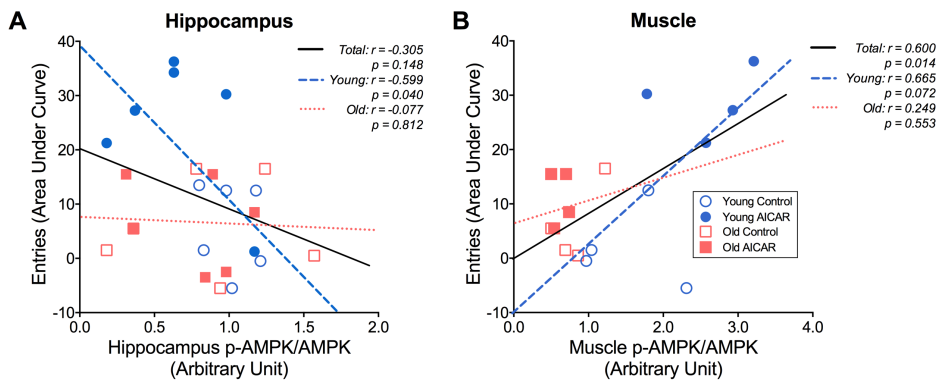 A
Hippocampus
Entries (Area Under Curve)
40
30
20
10
0
-10
0.0
0.5
1.0
1.5
2.0
Hippocampus p-AMPK/AMPK
(Arbitrary Unit)
Total: r = -0.305
p = 0.148
Young: r = -0.599
p = 0.040
Old: r = -0.077
p = 0.812
B
Muscle
Entries (Area Under Curve)
40
30
20
10
0
-10
0.0
1.0
2.0
3.0
4.0
Muscle p-AMPK/AMPK
(Arbitrary Unit)
Total: r = 0.600
p = 0.014
Young: r = 0.665
p = 0.072
Old: r = 0.249
p = 0.553
Young Control
Young AICAR
Old Control
Old AICAR